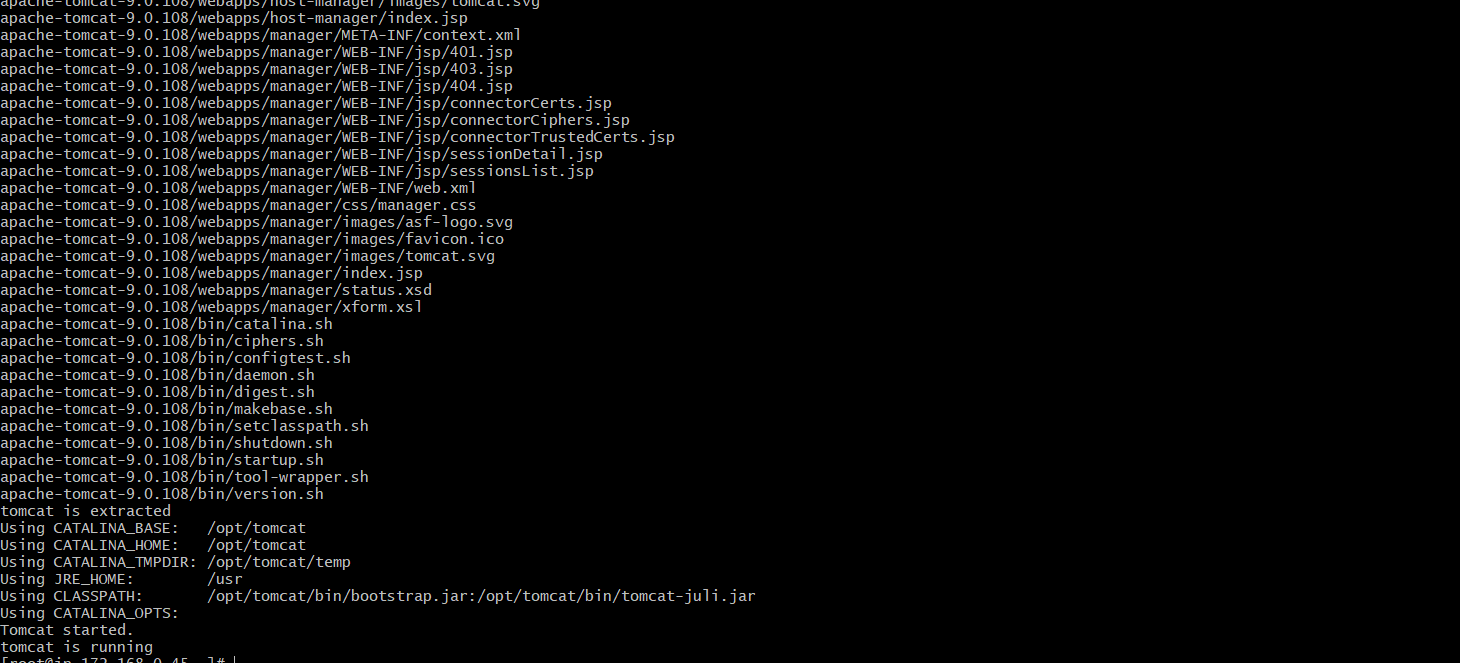 apache-tomcat-9.0.108/webapps/host-manager/images/tomcat.svg
apache-tomcat-9.0.108/webapps/host-manager/index.jsp
apache-tomcat-9.0.108/webapps/manager/META-INF/context.xml
apache-tomcat-9.0.108/webapps/manager/WEB-INF/jsp/401.jsp
apache-tomcat-9.0.108/webapps/manager/WEB-INF/jsp/403.jsp
apache-tomcat-9.0.108/webapps/manager/WEB-INF/jsp/404.jsp
apache-tomcat-9.0.108/webapps/manager/WEB-INF/jsp/connectorCerts.jsp
apache-tomcat-9.0.108/webapps/manager/WEB-INF/jsp/connectorCiphers.jsp
apache-tomcat-9.0.108/webapps/manager/WEB-INF/jsp/connectorTrustedCerts.jsp
apache-tomcat-9.0.108/webapps/manager/WEB-INF/jsp/sessionDetail.jsp
apache-tomcat-9.0.108/webapps/manager/WEB-INF/jsp/sessionsList.jsp
apache-tomcat-9.0.108/webapps/manager/WEB-INF/web.xml
apache-tomcat-9.0.108/webapps/manager/css/manager.css
apache-tomcat-9.0.108/webapps/manager/images/asf-logo.svg
apache-tomcat-9.0.108/webapps/manager/images/favicon.ico
apache-tomcat-9.0.108/webapps/manager/images/tomcat.svg
apache-tomcat-9.0.108/webapps/manager/index.jsp
apache-tomcat-9.0.108/webapps/manager/status.xsd
apache-tomcat-9.0.108/webapps/manager/xform.xsl
apache-tomcat-9.0.108/bin/catalina.sh
apache-tomcat-9.0.108/bin/ciphers.sh
apache-tomcat-9.0.108/bin/configtest.sh
apache-tomcat-9.0.108/bin/daemon.sh
apache-tomcat-9.0.108/bin/digest.sh
apache-tomcat-9.0.108/bin/makebase.sh
apache-tomcat-9.0.108/bin/setclasspath.sh
apache-tomcat-9.0.108/bin/shutdown.sh
apache-tomcat-9.0.108/bin/startup.sh
apache-tomcat-9.0.108/bin/tool-wrapper.sh
apache-tomcat-9.0.108/bin/version.sh
tomcat is extracted
Using CATALINA_BASE:   /opt/tomcat
Using CATALINA_HOME:   /opt/tomcat
Using CATALINA_TMPDIR: /opt/tomcat/temp
Using JRE_HOME:        /usr
Using CLASSPATH:       /opt/tomcat/bin/bootstrap.jar:/opt/tomcat/bin/tomcat-juli.jar
Using CATALINA_OPTS:
Tomcat started.
tomcat is running